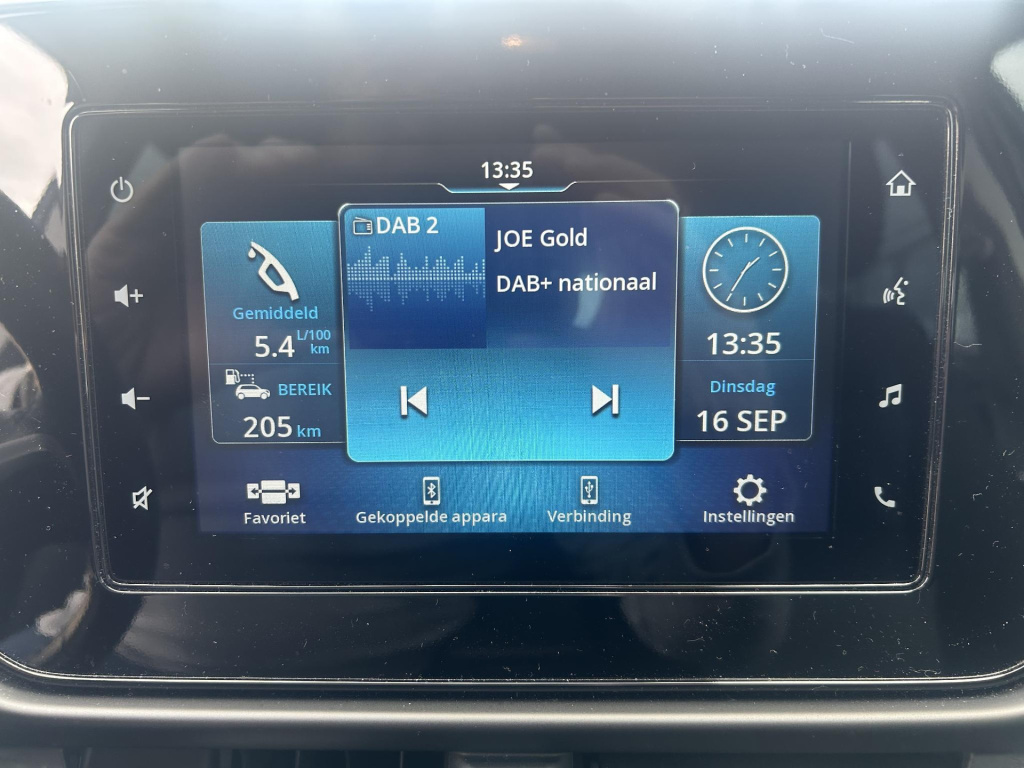 13:35
DAB 2
JOE Gold
DAB+ nationaal
Gemiddeld
5.4 L/100 km
BEREIK
205 km
13:35
Dinsdag
16 SEP
Favoriet
Gekoppelde appara
Verbinding
Instellingen